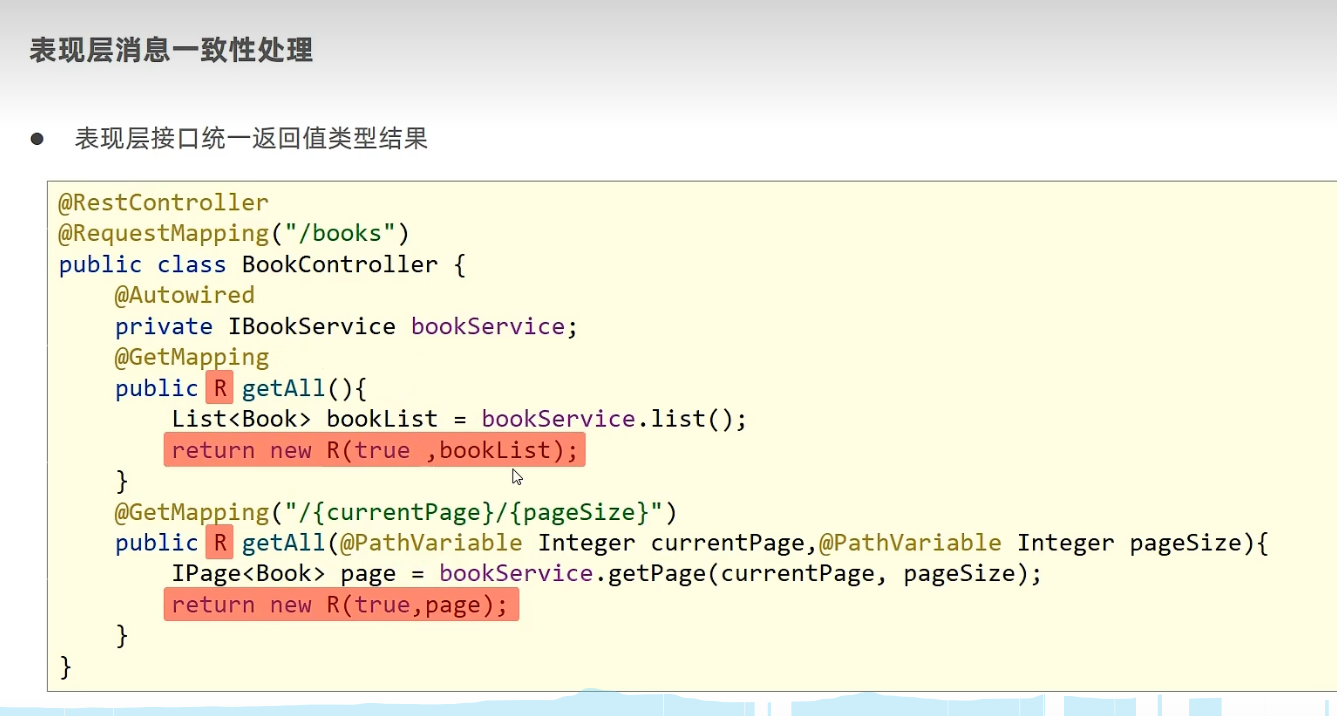 表现层消息一致性处理
● 表现层接口统一返回值类型结果
@RestController
@RequestMapping("/books")
public class BookController {
    @Autowired
    private IBookService bookService;
    @GetMapping
    public R getAll(){
        List<Book> bookList = bookService.list();
        return new R(true ,bookList);
    }
    @GetMapping("/{currentPage}/{pageSize}")
    public R getAll(@PathVariable Integer currentPage,@PathVariable Integer pageSize){
        IPage<Book> page = bookService.getPage(currentPage, pageSize);
        return new R(true,page);
    }
}